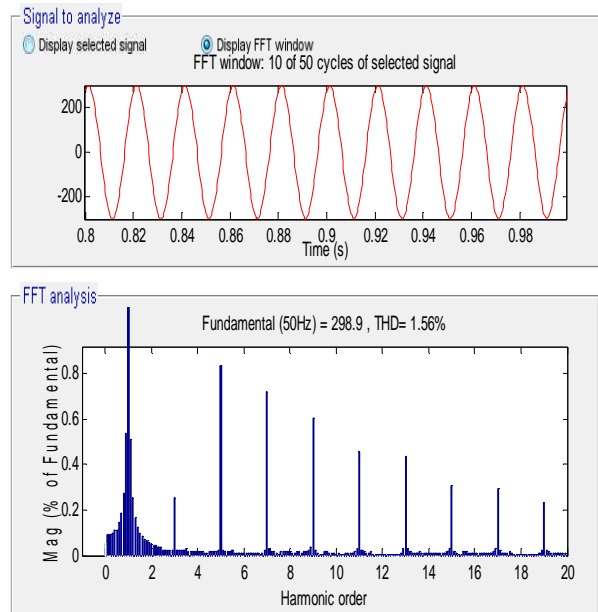 Signal to analyze
Display selected signal Display FFT window
FFT window: 10 of 50 cycles of selected signal
200
0
-200
0.8 0.82 0.84 0.86 0.88 0.9 0.92 0.94 0.96 0.98
Time (s)
FFT analysis
Fundamental (50Hz) = 298.9 , THD= 1.56%
Mag (% of Fundamental)
0.8
0.6
0.4
0.2
0
0 2 4 6 8 10 12 14 16 18 20
Harmonic order